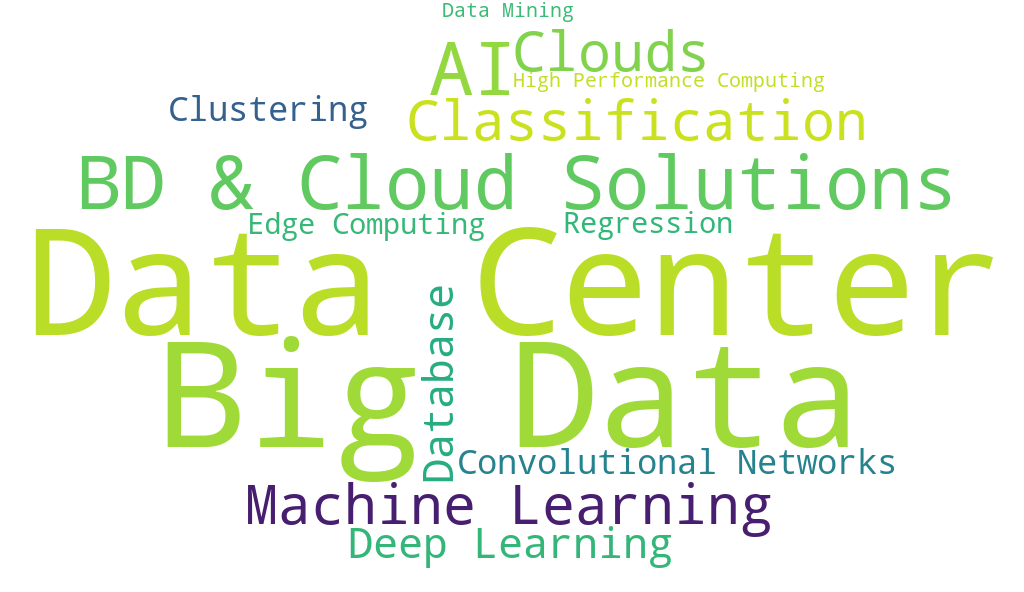 Data Mining
AI
Clouds
High Performance Computing
Clustering
Classification
BD & Cloud Solutions
Edge Computing
Regression
Data Center
Big Data
Database
Convolutional Networks
Machine Learning
Deep Learning